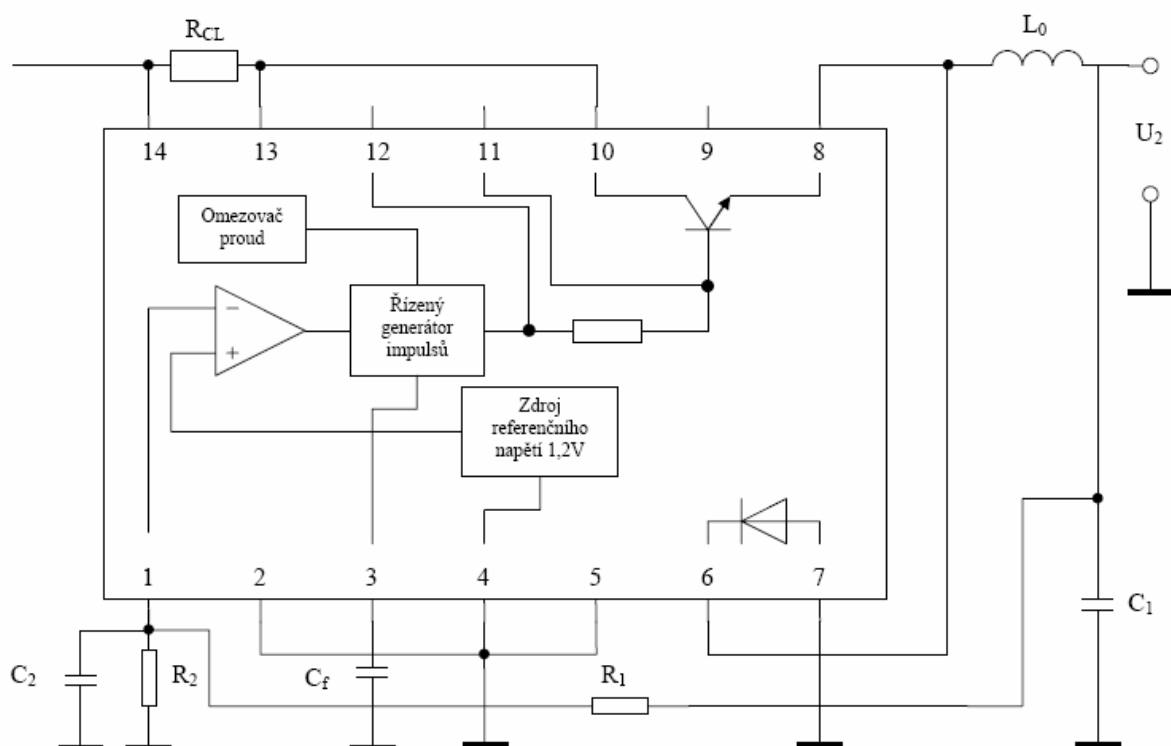 R_CL
L₀
14 13 12 11 10 9 8
U₂
Omezovač
proud
Řízený
generátor
impulsů
−
+
Zdroj
referenčního
napětí 1,2V
1 2 3 4 5 6 7
C₁
C₂
R₂
C_f
R₁